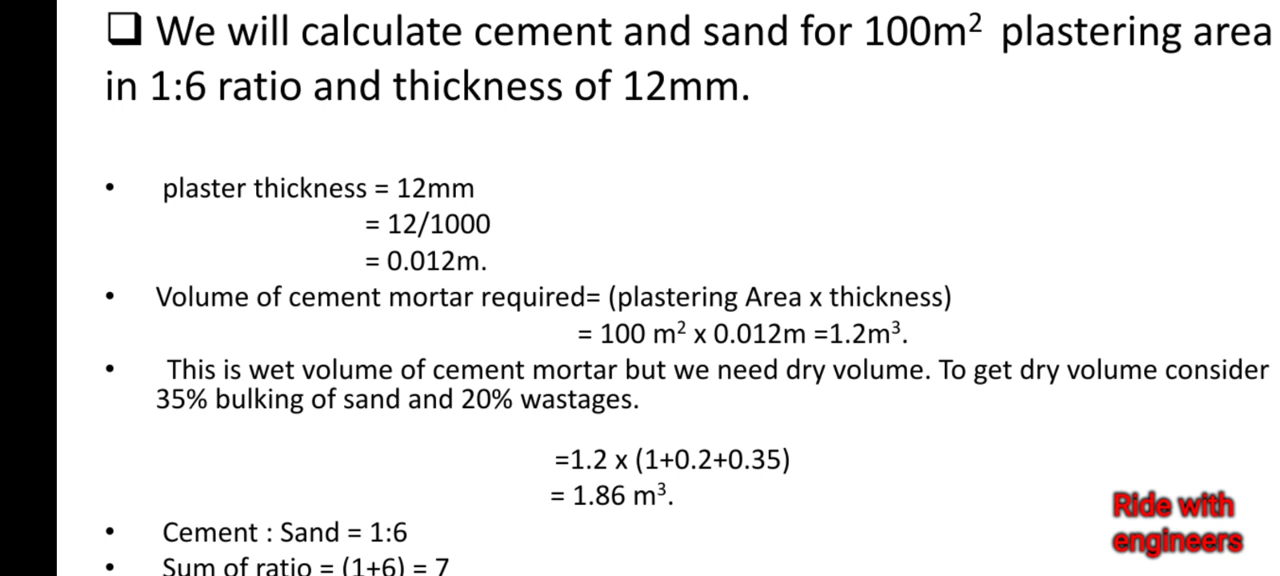 ❑ We will calculate cement and sand for 100m² plastering area
in 1:6 ratio and thickness of 12mm.
• plaster thickness = 12mm
= 12/1000
= 0.012m.
• Volume of cement mortar required= (plastering Area x thickness)
= 100 m² x 0.012m =1.2m³.
• This is wet volume of cement mortar but we need dry volume. To get dry volume consider
35% bulking of sand and 20% wastages.
=1.2 x (1+0.2+0.35)
= 1.86 m³.
• Cement : Sand = 1:6
• Sum of ratio = (1+6) = 7
Ride with
engineers